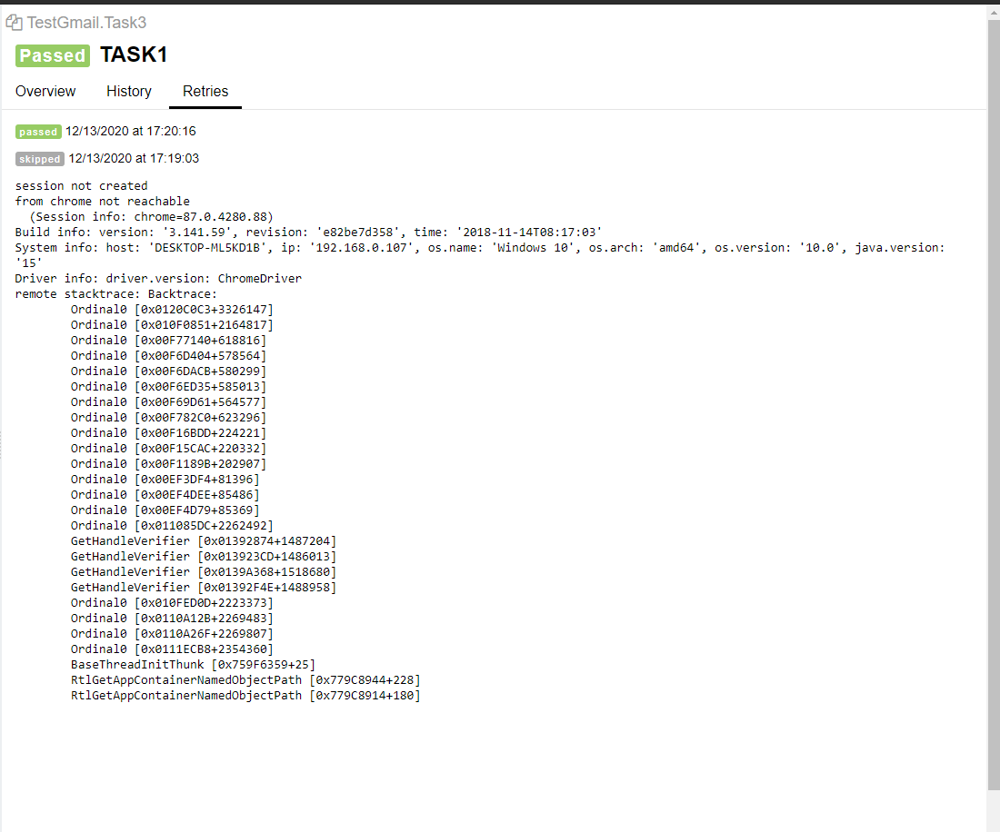 TestGmail.Task3
Passed TASK1
Overview History Retries
passed 12/13/2020 at 17:20:16
skipped 12/13/2020 at 17:19:03
session not created
from chrome not reachable
(Session info: chrome=87.0.4280.88)
Build info: version: '3.141.59', revision: 'e82be7d358', time: '2018-11-14T08:17:03'
System info: host: 'DESKTOP-ML5KD1B', ip: '192.168.0.107', os.name: 'Windows 10', os.arch: 'amd64', os.version: '10.0', java.version:
'15'
Driver info: driver.version: ChromeDriver
remote stacktrace: Backtrace:
Ordinal0 [0x0120C0C3+3326147]
Ordinal0 [0x010F0851+2164817]
Ordinal0 [0x00F77140+618816]
Ordinal0 [0x00F6D404+578564]
Ordinal0 [0x00F6DACB+580299]
Ordinal0 [0x00F6ED35+585013]
Ordinal0 [0x00F69D61+564577]
Ordinal0 [0x00F782C0+623296]
Ordinal0 [0x00F16BDD+224221]
Ordinal0 [0x00F15CAC+220332]
Ordinal0 [0x00F1189B+202907]
Ordinal0 [0x00EF3DF4+81396]
Ordinal0 [0x00EF4DEE+85486]
Ordinal0 [0x00EF4D79+85369]
Ordinal0 [0x011085DC+2262492]
GetHandleVerifier [0x01392874+1487204]
GetHandleVerifier [0x013923CD+1486013]
GetHandleVerifier [0x0139A368+1518680]
GetHandleVerifier [0x01392F4E+1488958]
Ordinal0 [0x010FED0D+2223373]
Ordinal0 [0x0110A12B+2269483]
Ordinal0 [0x0110A26F+2269807]
Ordinal0 [0x0111ECB8+2354360]
BaseThreadInitThunk [0x759F6359+25]
RtlGetAppContainerNamedObjectPath [0x779C8944+228]
RtlGetAppContainerNamedObjectPath [0x779C8914+180]